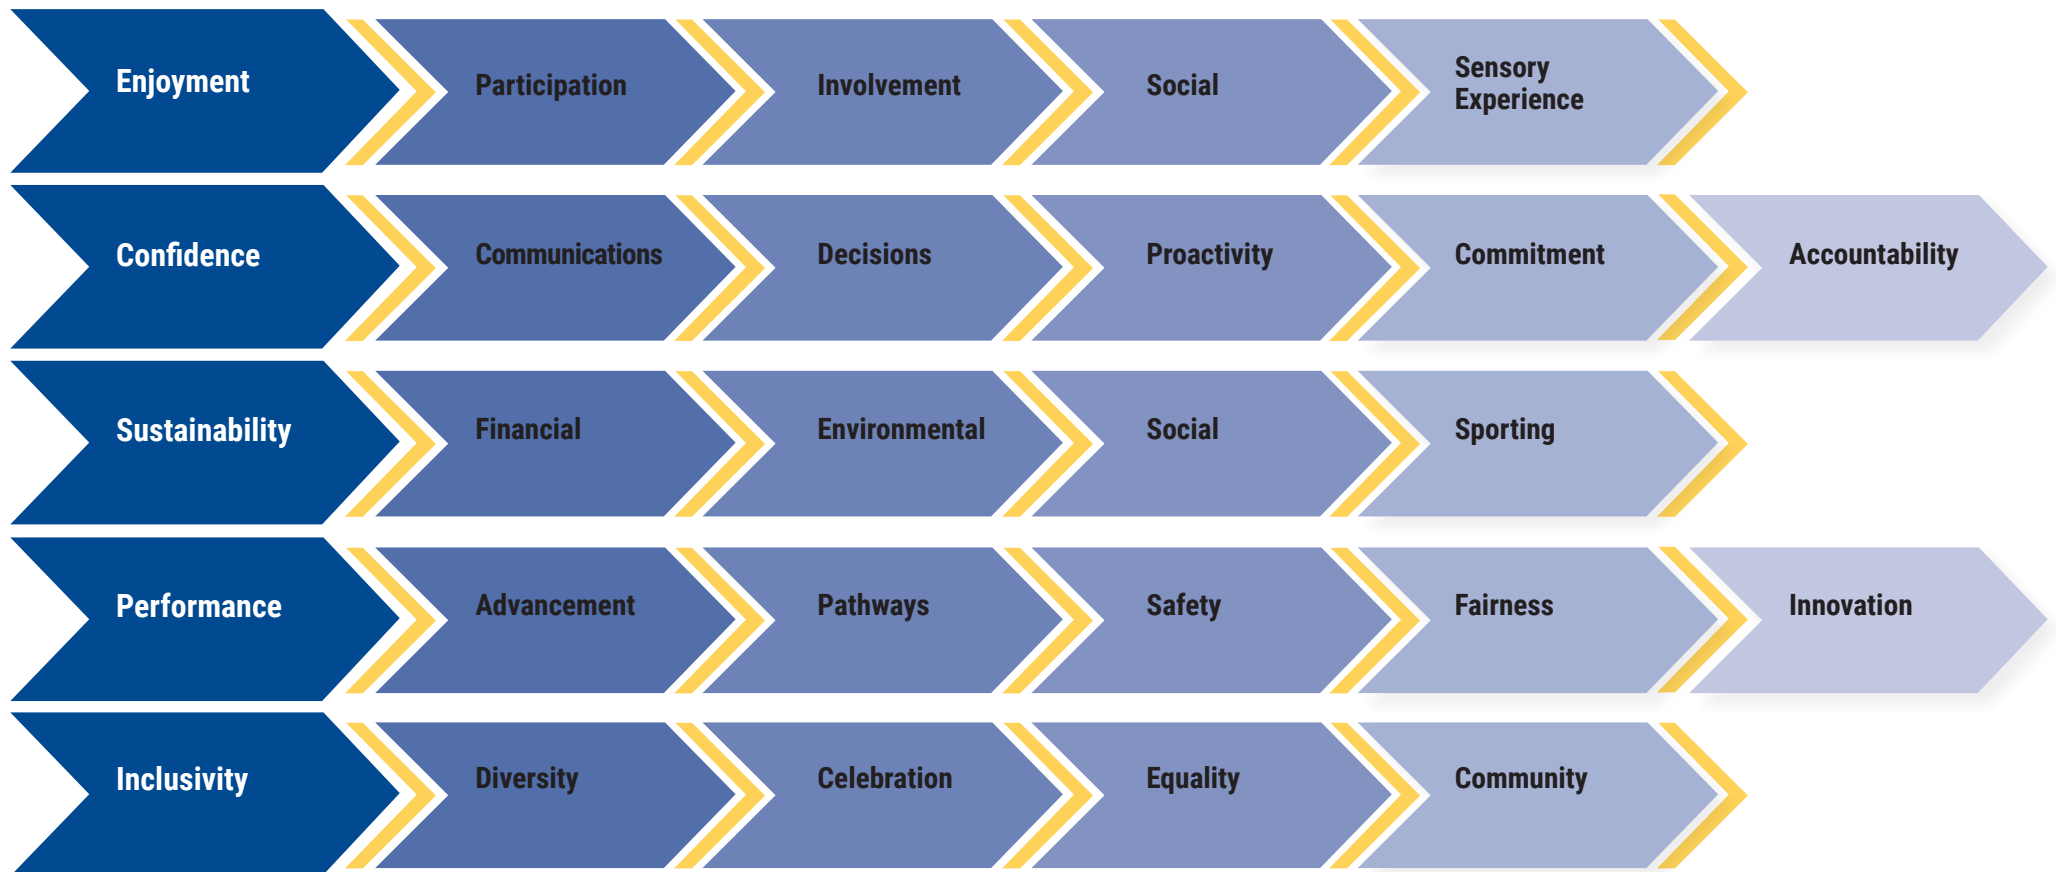 Enjoyment
Participation
Involvement
Social
Sensory
Experience
Confidence
Communications
Decisions
Proactivity
Commitment
Accountability
Sustainability
Financial
Environmental
Social
Sporting
Performance
Advancement
Pathways
Safety
Fairness
Innovation
Inclusivity
Diversity
Celebration
Equality
Community